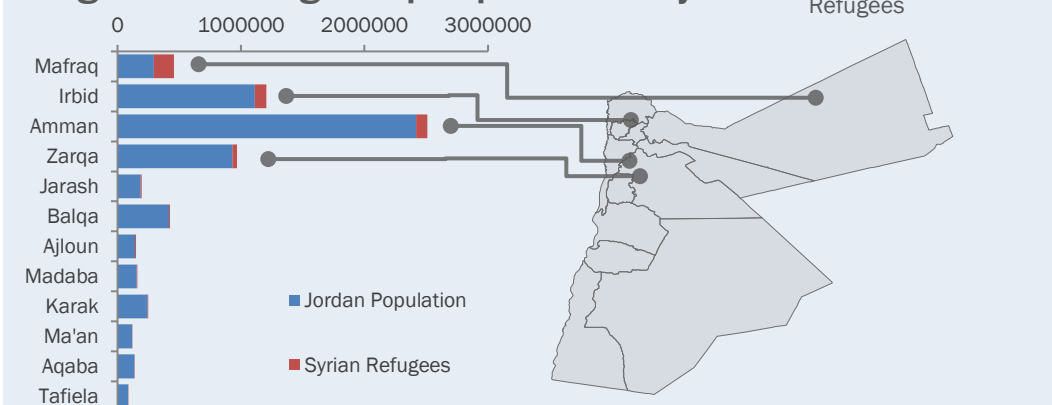 Refugees
0 1000000 2000000 3000000
Mafraq
Irbid
Amman
Zarqa
Jarash
Balqa
Ajloun
Madaba
Karak
Ma'an
Aqaba
Tafiela
Jordan Population
Syrian Refugees